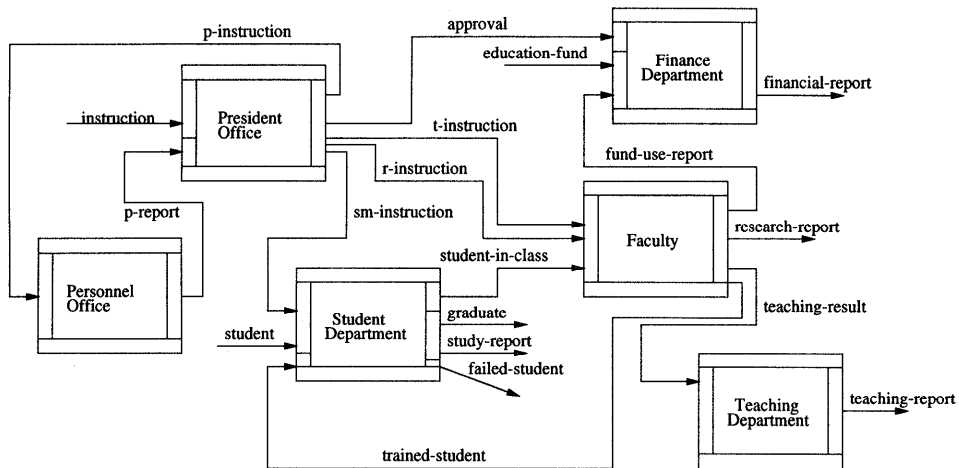 p-instruction
approval
education-fund
Finance
Department
financial-report
instruction
President
Office
t-instruction
r-instruction
fund-use-report
p-report
sm-instruction
Faculty
research-report
student-in-class
Personnel
Office
student
Student
Department
graduate
study-report
failed-student
teaching-result
Teaching
Department
teaching-report
trained-student